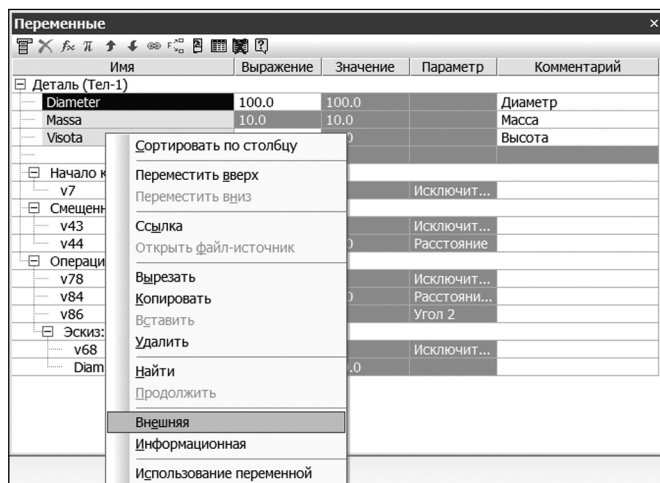 Переменные
Имя Выражение Значение Параметр Комментарий
Деталь (Тел-1)
Diameter 100.0 100.0 Диаметр
Massa 10.0 10.0 Масса
Visota Высота
Сортировать по столбцу
Переместить вверх
Переместить вниз
Ссылка
Открыть файл-источник
Вырезать
Копировать
Вставить
Удалить
Найти
Продолжить
Внешняя
Информационная
Использование переменной
Начало к
v7 Исключит...
Смещенн
v43 Исключит...
v44 Расстояние
Операци
v78 Исключит...
v84 Расстояни...
v86 Угол 2
Эскиз:
v68 Исключит...
Diam .0